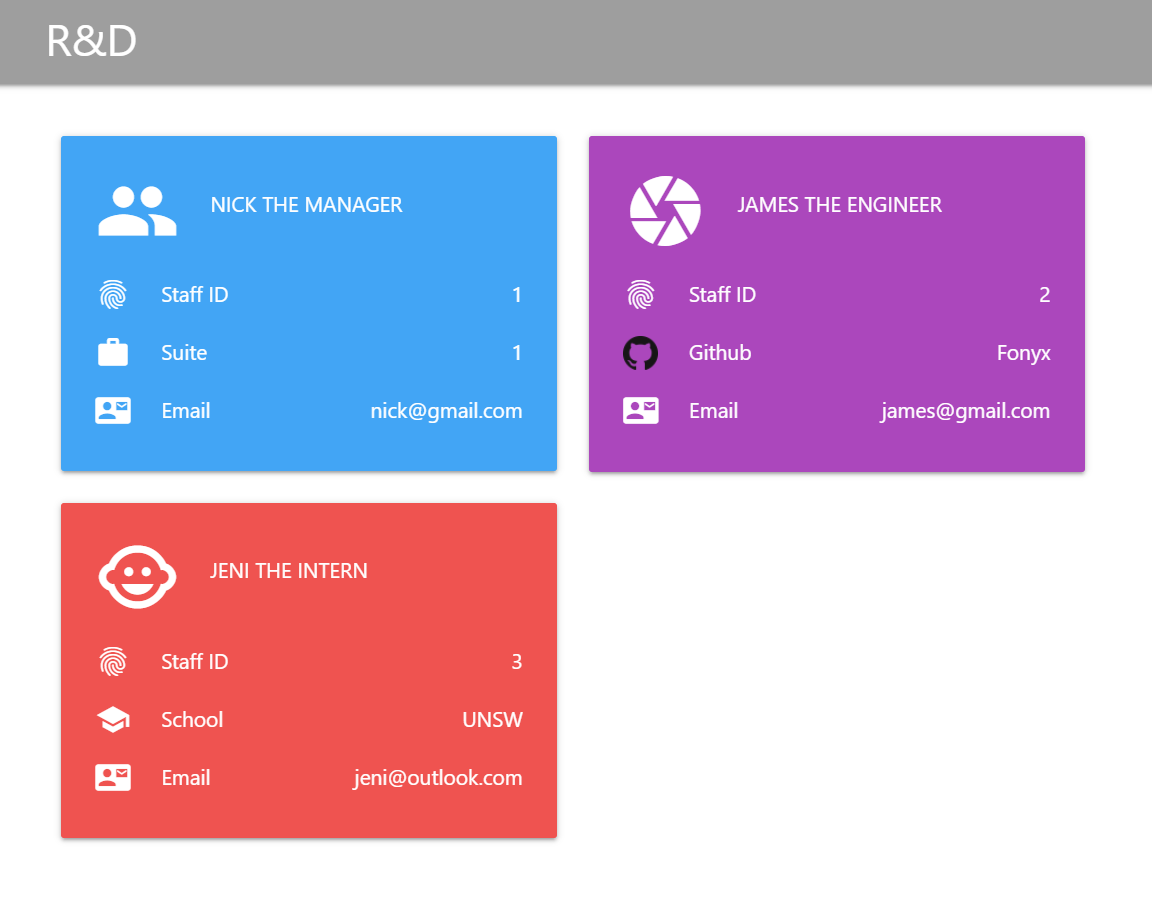 R&D
NICK THE MANAGER
Staff ID 1
Suite 1
Email nick@gmail.com
JAMES THE ENGINEER
Staff ID 2
Github Fonyx
Email james@gmail.com
JENI THE INTERN
Staff ID 3
School UNSW
Email jeni@outlook.com